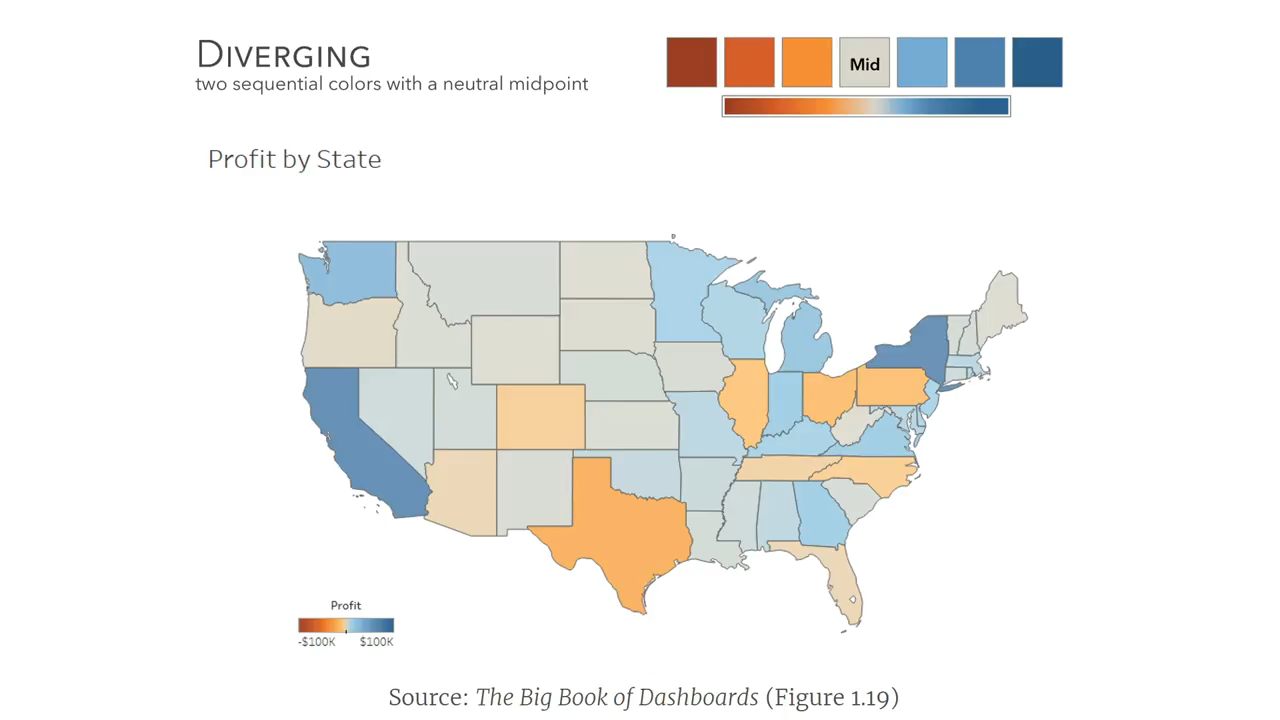 DIVERGING
two sequential colors with a neutral midpoint
Mid
Profit by State
Profit
-$100K $100K
Source: The Big Book of Dashboards (Figure 1.19)